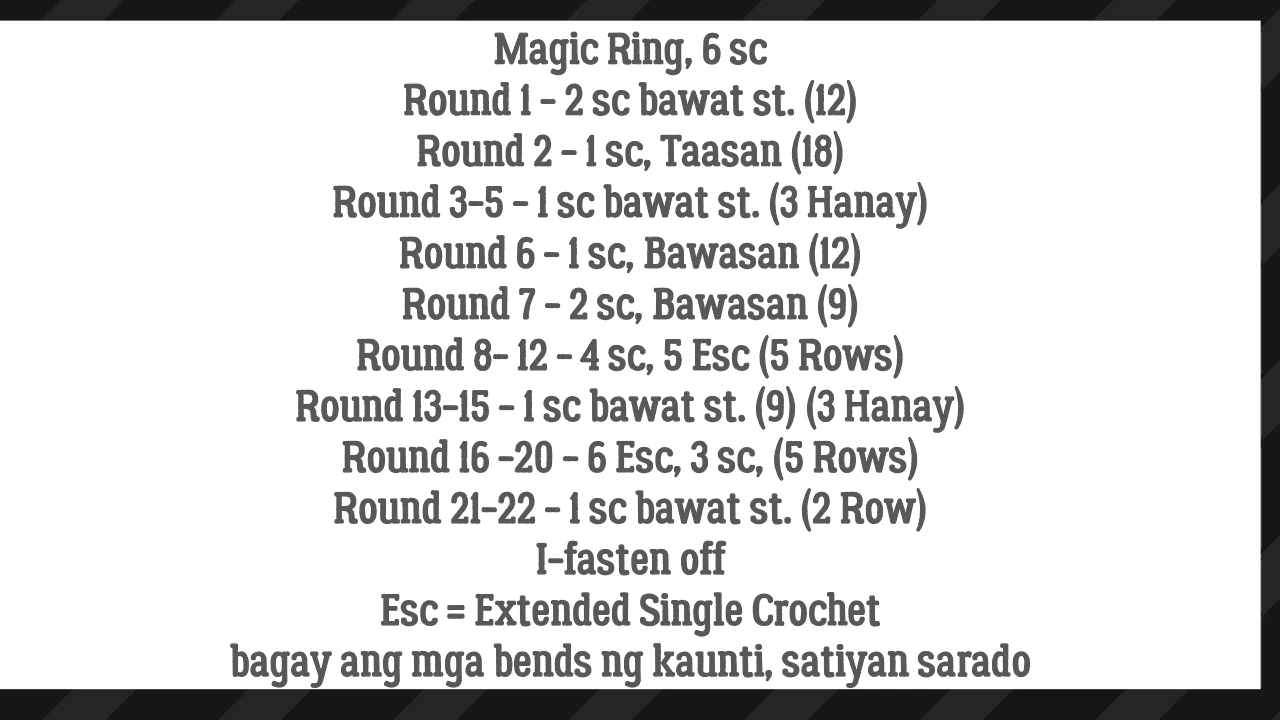 Magic Ring, 6 sc
Round 1 - 2 sc bawat st. (12)
Round 2 - 1 sc, Taasan (18)
Round 3-5 - 1 sc bawat st. (3 Hanay)
Round 6 - 1 sc, Bawasan (12)
Round 7 - 2 sc, Bawasan (9)
Round 8- 12 - 4 sc, 5 Esc (5 Rows)
Round 13-15 - 1 sc bawat st. (9) (3 Hanay)
Round 16 -20 - 6 Esc, 3 sc, (5 Rows)
Round 21-22 - 1 sc bawat st. (2 Row)
I-fasten off
Esc = Extended Single Crochet
bagay ang mga bends ng kaunti, satiyan sarado